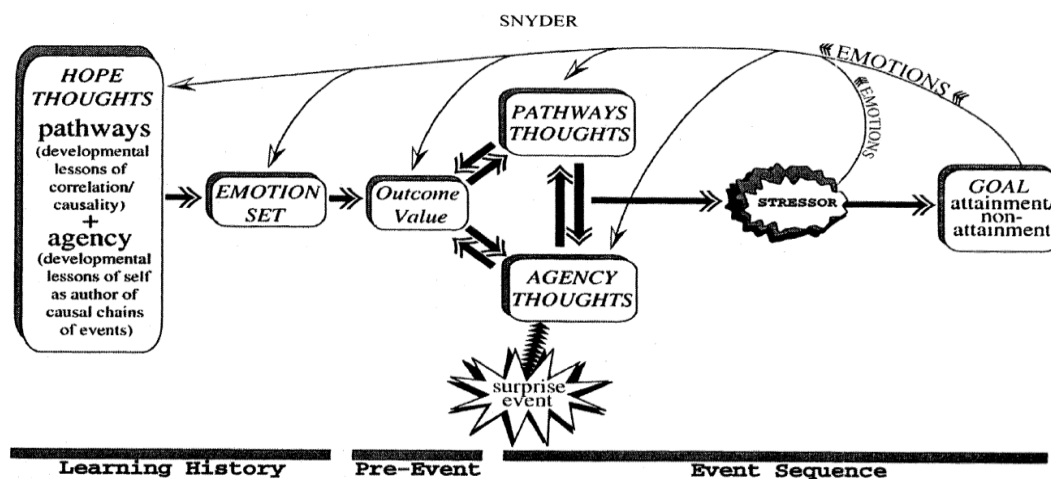 SNYDER
HOPE
THOUGHTS
pathways
(developmental
lessons of
correlation/
causality)
+
agency
(developmental
lessons of self
as author of
causal chains
of events)
EMOTION
SET
Outcome
Value
PATHWAYS
THOUGHTS
AGENCY
THOUGHTS
surprise
event
STRESSOR
EMOTIONS
EMOTIONS
GOAL
attainment/
non-
attainment
Learning History
Pre-Event
Event Sequence